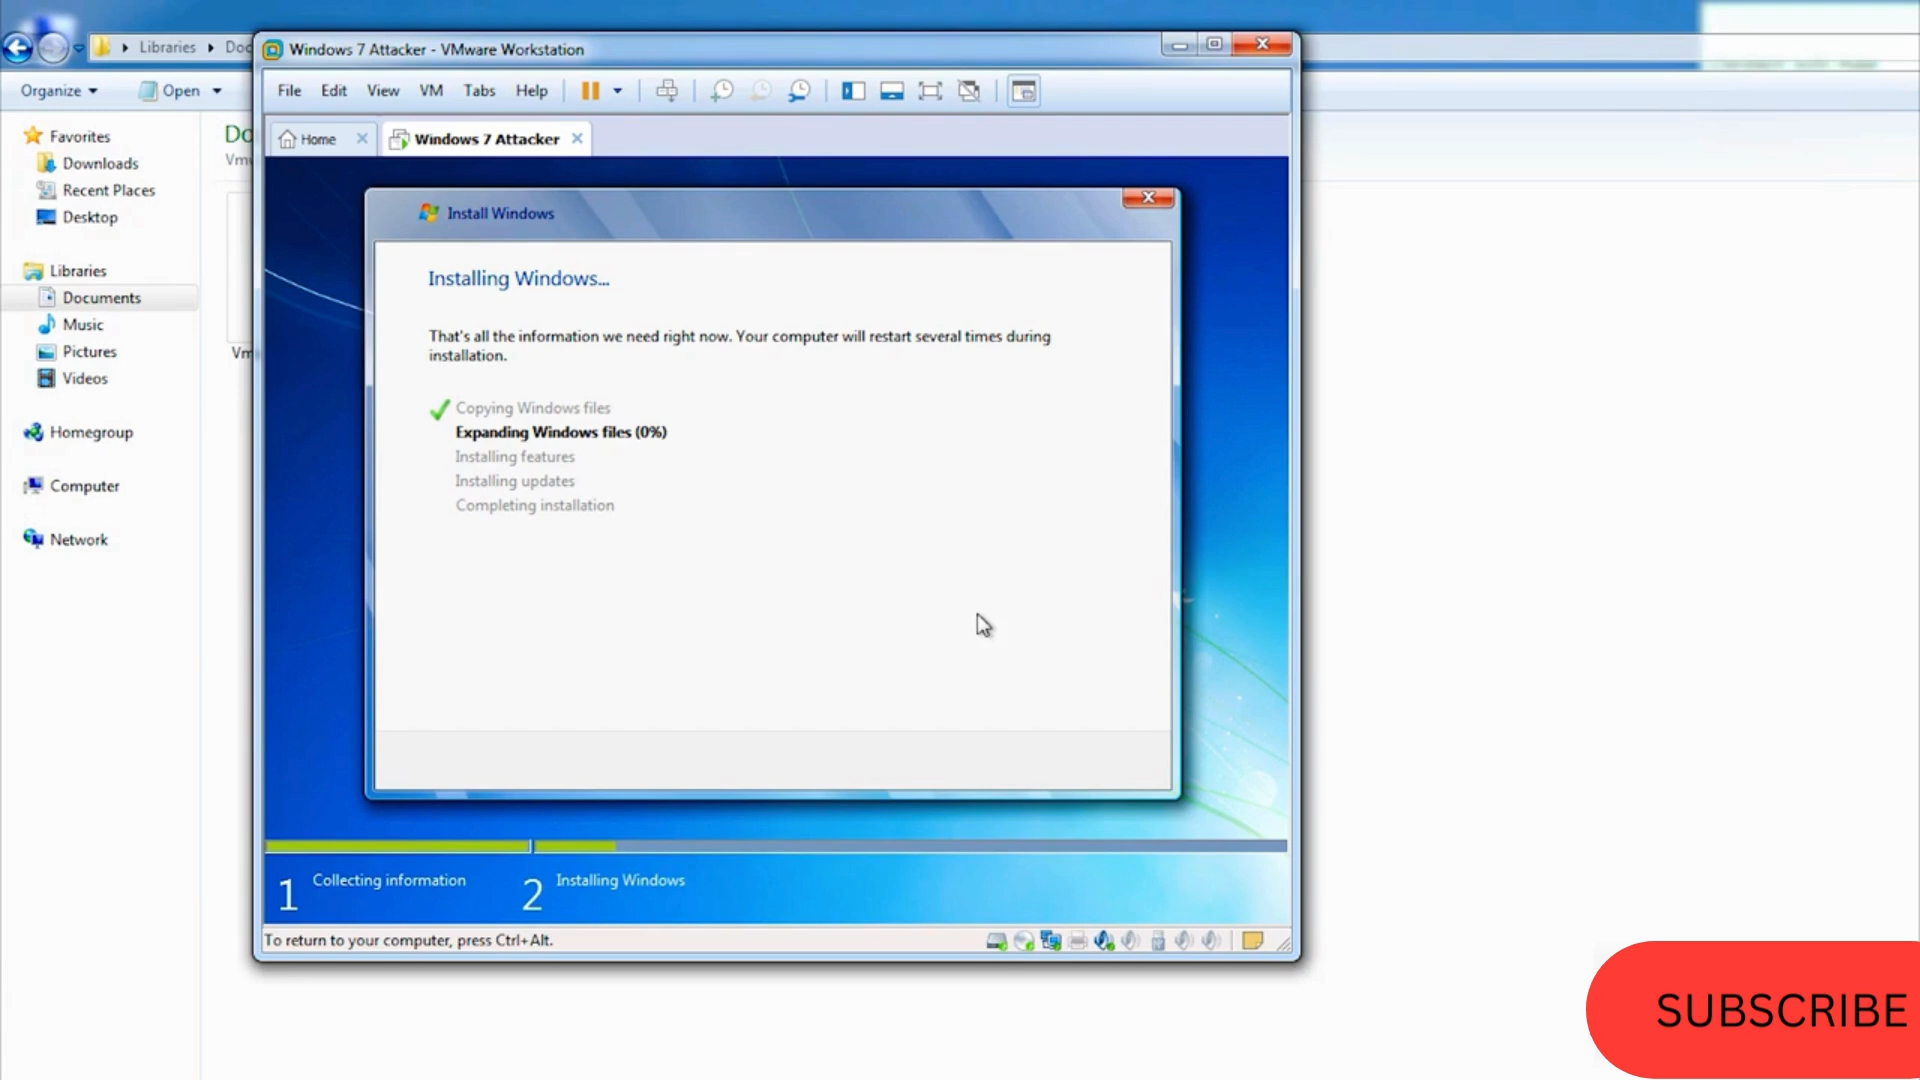 Libraries
Doc
Windows 7 Attacker - VMware Workstation
Organize
Open
File Edit View VM Tabs Help
Favorites
Downloads
Recent Places
Desktop
Libraries
Documents
Music
Pictures
Videos
Homegroup
Computer
Network
Do
Vmw
Vm
Home
Windows 7 Attacker
Install Windows
Installing Windows...
That's all the information we need right now. Your computer will restart several times during
installation.
Copying Windows files
Expanding Windows files (0%)
Installing features
Installing updates
Completing installation
1 Collecting information
2 Installing Windows
To return to your computer, press Ctrl+Alt.
SUBSCRIBE